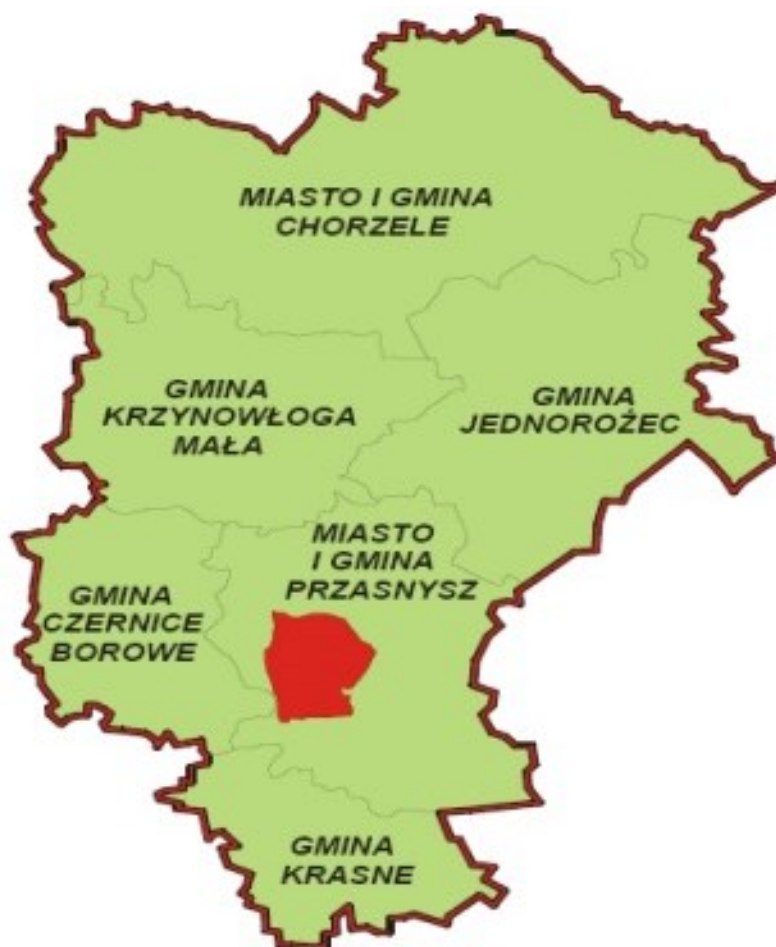 MIASTO I GMINA
CHORZELE
GMINA
KRZYNOWŁOGA
MAŁA
GMINA
JEDNOROŻEC
MIASTO
I GMINA
PRZASNYSZ
GMINA
CZERNICE
BOROWE
GMINA
KRASNE